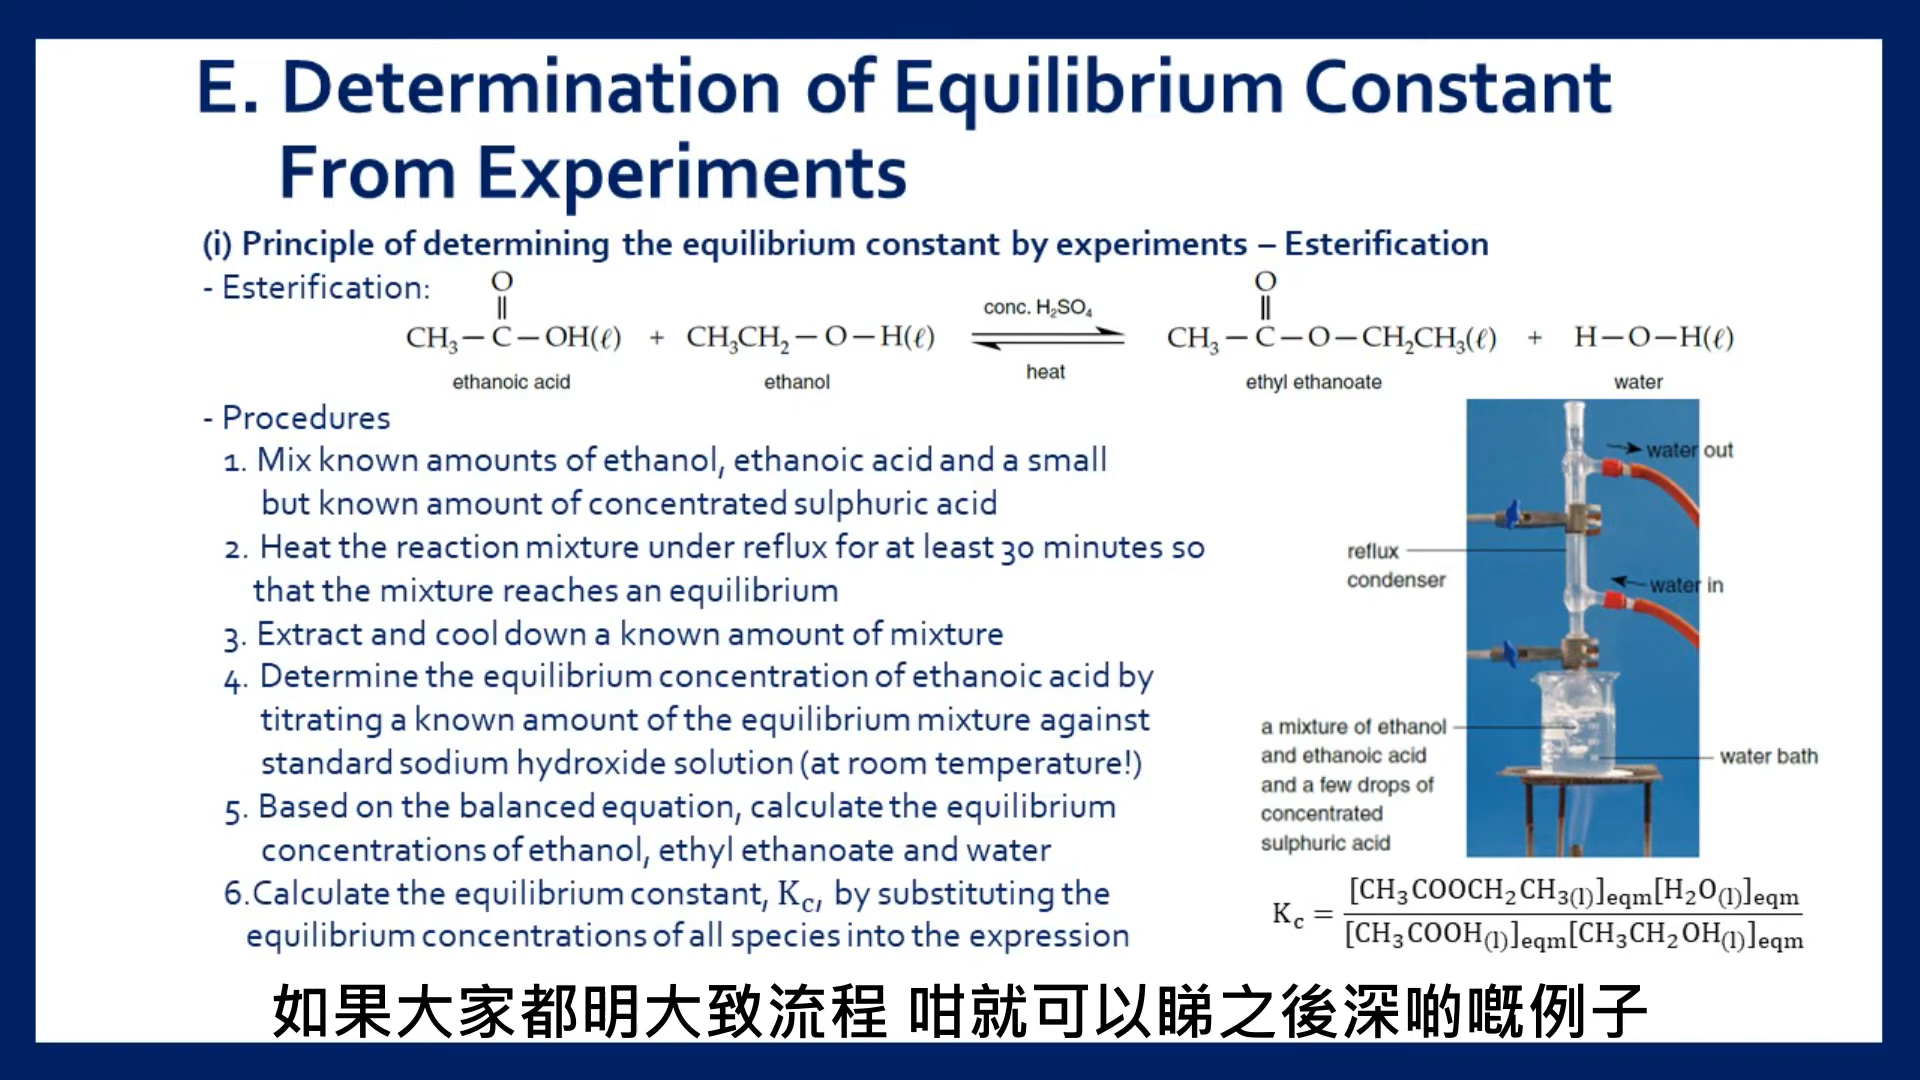 E. Determination of Equilibrium Constant
From Experiments
(i) Principle of determining the equilibrium constant by experiments – Esterification
- Esterification:
O
||
CH₃ — C — OH(ℓ) + CH₃CH₂ — O — H(ℓ)
ethanoic acid
ethanol
conc. H₂SO₄
heat
O
||
CH₃ — C — O — CH₂CH₃(ℓ) + H — O — H(ℓ)
ethyl ethanoate
water
- Procedures
1. Mix known amounts of ethanol, ethanoic acid and a small
but known amount of concentrated sulphuric acid
2. Heat the reaction mixture under reflux for at least 30 minutes so
that the mixture reaches an equilibrium
3. Extract and cool down a known amount of mixture
4. Determine the equilibrium concentration of ethanoic acid by
titrating a known amount of the equilibrium mixture against
standard sodium hydroxide solution (at room temperature!)
5. Based on the balanced equation, calculate the equilibrium
concentrations of ethanol, ethyl ethanoate and water
6.Calculate the equilibrium constant, K_c, by substituting the
equilibrium concentrations of all species into the expression
water out
reflux
condenser
water in
a mixture of ethanol
and ethanoic acid
and a few drops of
concentrated
sulphuric acid
water bath
K_c = [CH₃COOCH₂CH₃(l)]eqm[H₂O(l)]eqm
[CH₃COOH(l)]eqm[CH₃CH₂OH(l)]eqm
如果大家都明大致流程 咁就可以睇之後深啲嘅例子